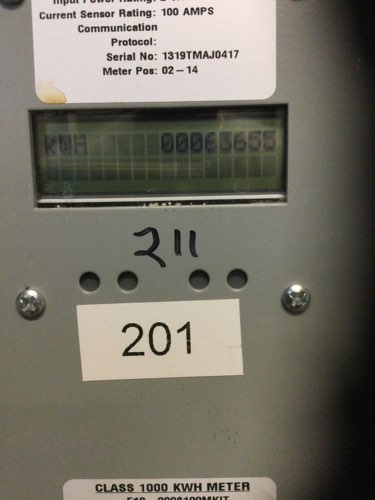 Current Sensor Rating: 100 AMPS
Communication
Protocol:
Serial No: 1319TMAJ0417
Meter Pos: 02-14
KWH 00063655
211
201
CLASS 1000 KWH METER